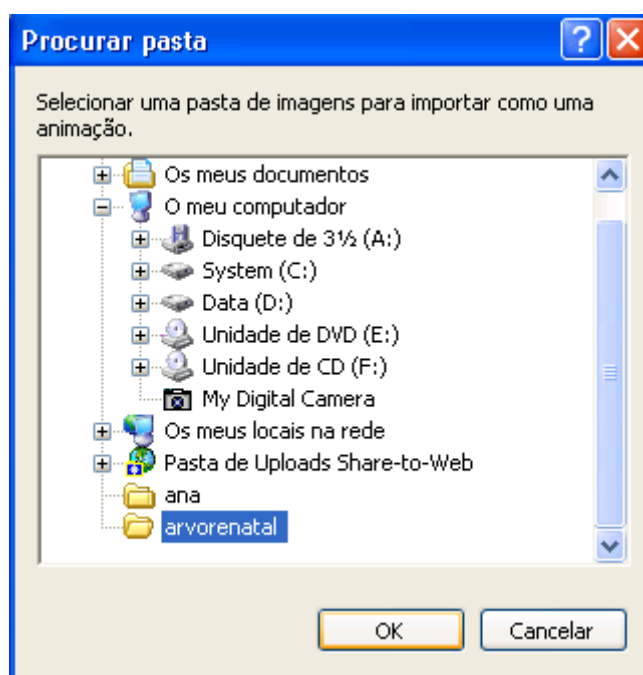 Procurar pasta
Selecionar uma pasta de imagens para importar como uma
animação.
Os meus documentos
O meu computador
Disquete de 3½ (A:)
System (C:)
Data (D:)
Unidade de DVD (E:)
Unidade de CD (F:)
My Digital Camera
Os meus locais na rede
Pasta de Uploads Share-to-Web
ana
arvorenatal
OK Cancelar